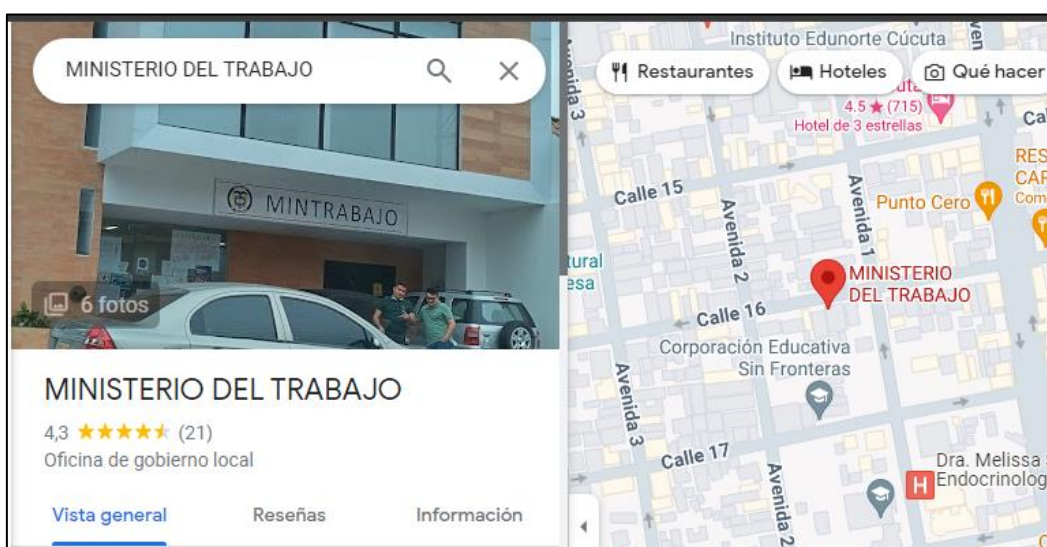 MINISTERIO DEL TRABAJO
MINTRABAJO
6 fotos
MINISTERIO DEL TRABAJO
4,3 ★★★★★ (21)
Oficina de gobierno local
Vista general
Reseñas
Información
Instituto Edunorte Cúcuta
Restaurantes
Hoteles
Qué hacer
4.5 ★ (715)
Hotel de 3 estrellas
Calle 15
Avenida 1
Avenida 2
Punto Cero
MINISTERIO
DEL TRABAJO
Calle 16
Corporación Educativa
Sin Fronteras
Avenida 3
Calle 17
Avenida 2
Dra. Melissa
Endocrinolog